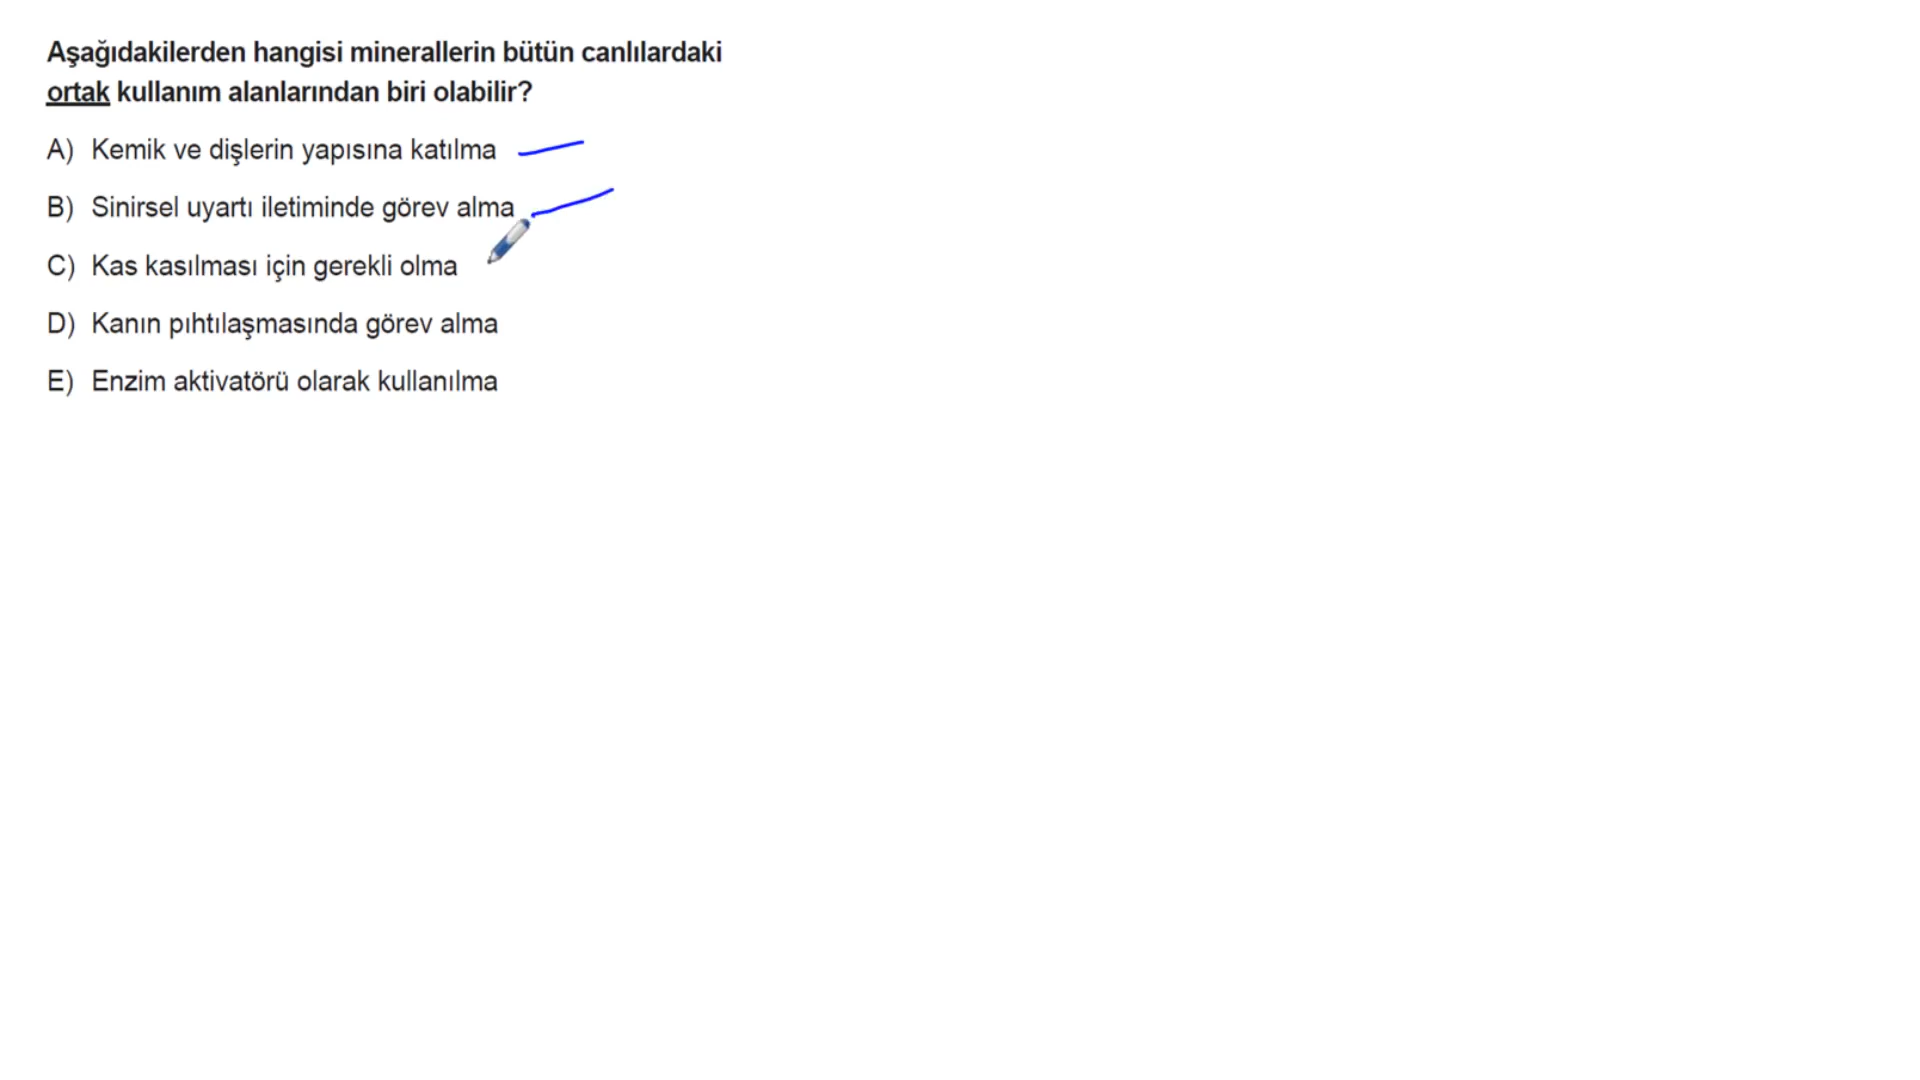 Aşağıdakilerden hangisi minerallerin bütün canlılardaki
ortak kullanım alanlarından biri olabilir?
A) Kemik ve dişlerin yapısına katılma
B) Sinirsel uyartı iletiminde görev alma
C) Kas kasılması için gerekli olma
D) Kanın pıhtılaşmasında görev alma
E) Enzim aktivatörü olarak kullanılma